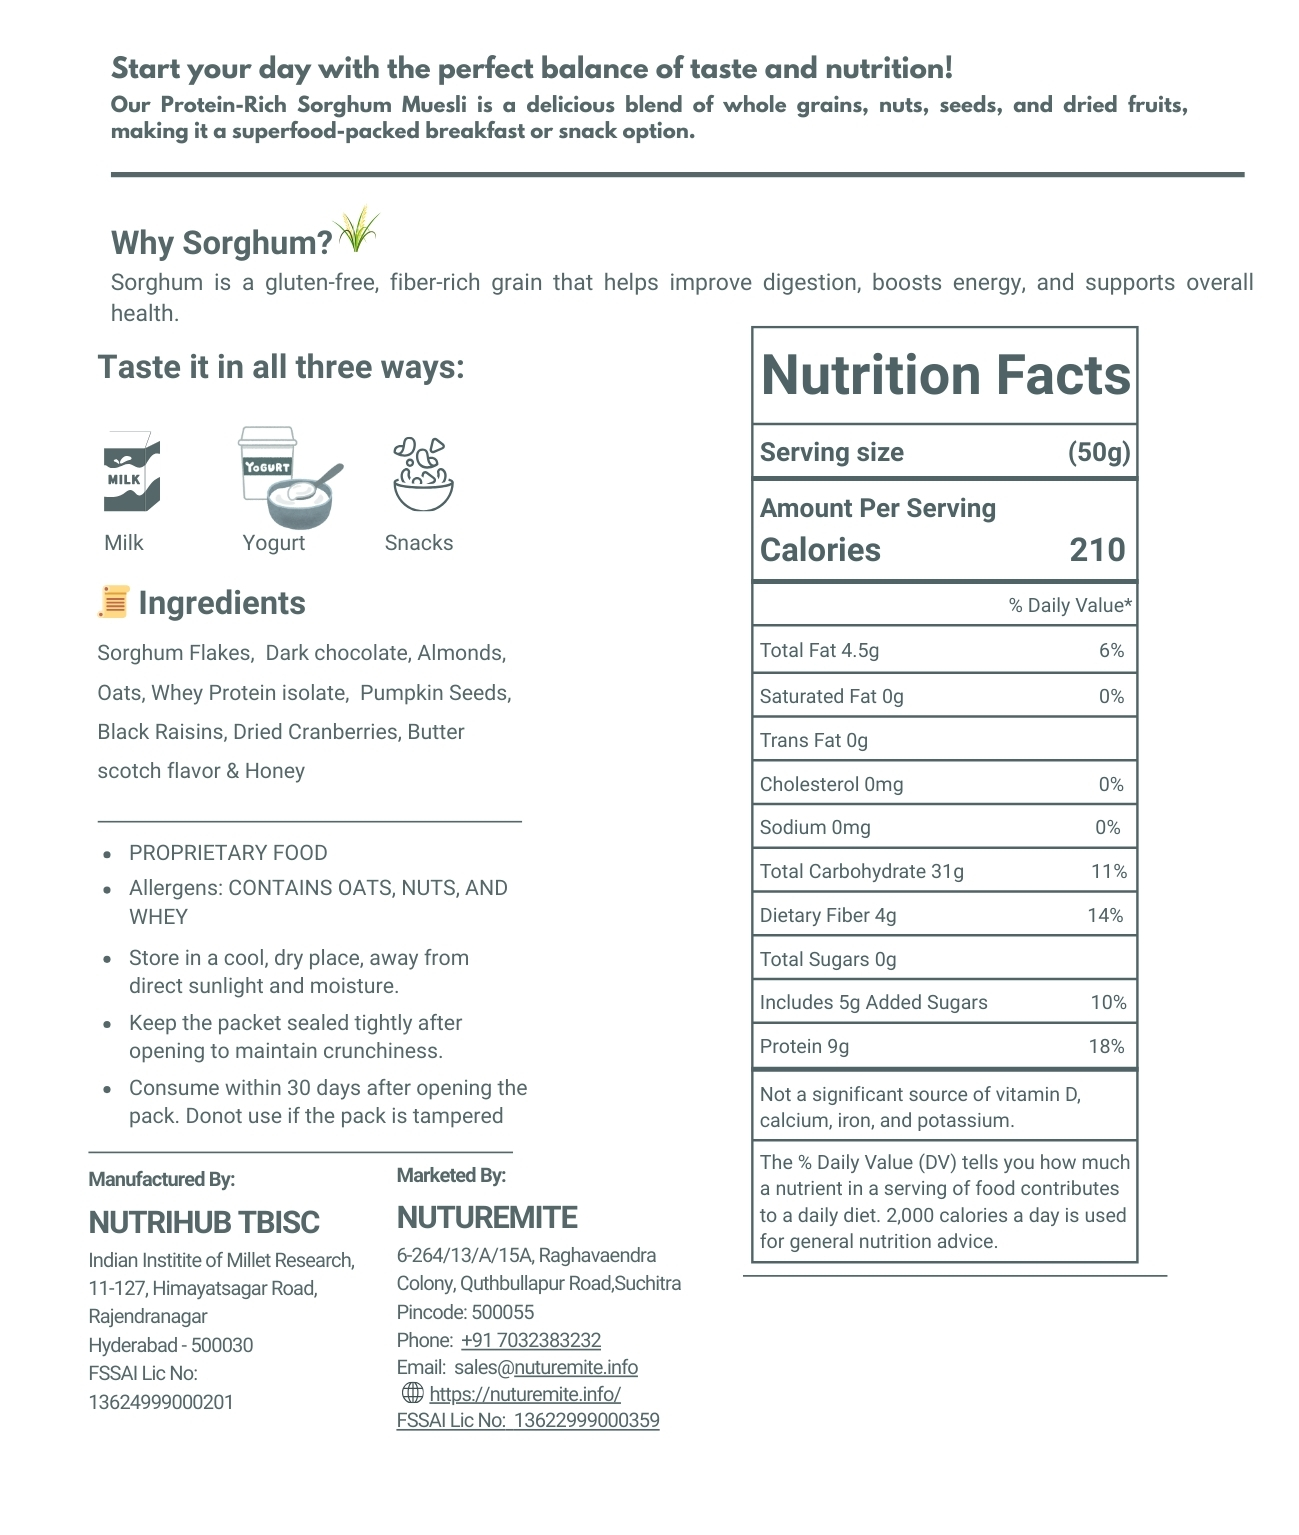 Start your day with the perfect balance of taste and nutrition!
Our Protein-Rich Sorghum Muesli is a delicious blend of whole grains, nuts, seeds, and dried fruits,
making it a superfood-packed breakfast or snack option.
Why Sorghum?
Sorghum is a gluten-free, fiber-rich grain that helps improve digestion, boosts energy, and supports overall
health.
Taste it in all three ways:
MILK
YOGURT
Milk
Yogurt
Snacks
Ingredients
Sorghum Flakes, Dark chocolate, Almonds,
Oats, Whey Protein isolate, Pumpkin Seeds,
Black Raisins, Dried Cranberries, Butter
scotch flavor & Honey
• PROPRIETARY FOOD
• Allergens: CONTAINS OATS, NUTS, AND
WHEY
• Store in a cool, dry place, away from
direct sunlight and moisture.
• Keep the packet sealed tightly after
opening to maintain crunchiness.
• Consume within 30 days after opening the
pack. Donot use if the pack is tampered
Manufactured By:
NUTRIHUB TBISC
Indian Institite of Millet Research,
11-127, Himayatsagar Road,
Rajendranagar
Hyderabad - 500030
FSSAI Lic No:
13624999000201
Marketed By:
NUTUREMITE
6-264/13/A/15A, Raghavaendra
Colony, Quthbullapur Road,Suchitra
Pincode: 500055
Phone: +91 7032383232
Email: sales@nuturemite.info
https://nuturemite.info/
FSSAI Lic No: 13622999000359
Nutrition Facts
Serving size (50g)
Amount Per Serving
Calories 210
% Daily Value*
Total Fat 4.5g 6%
Saturated Fat 0g 0%
Trans Fat 0g
Cholesterol 0mg 0%
Sodium 0mg 0%
Total Carbohydrate 31g 11%
Dietary Fiber 4g 14%
Total Sugars 0g
Includes 5g Added Sugars 10%
Protein 9g 18%
Not a significant source of vitamin D,
calcium, iron, and potassium.
The % Daily Value (DV) tells you how much
a nutrient in a serving of food contributes
to a daily diet. 2,000 calories a day is used
for general nutrition advice.